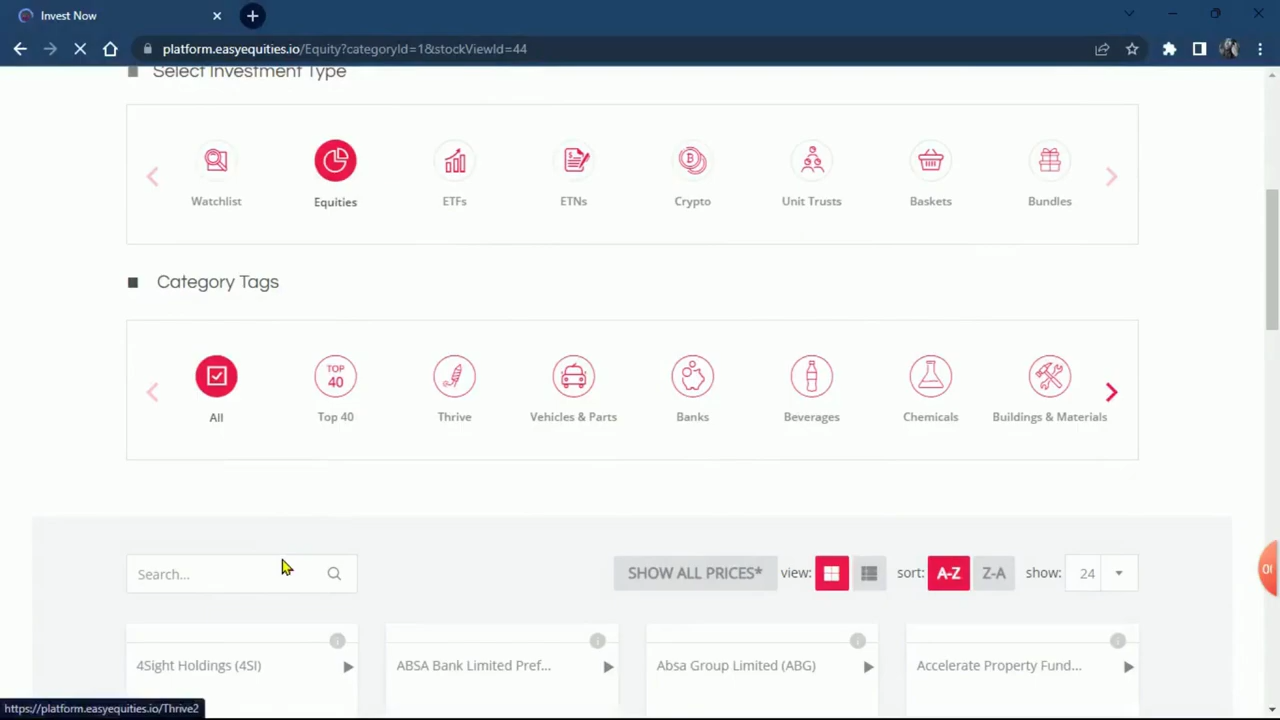 Invest Now
platform.easyequities.io/Equity?categoryId=1&stockViewId=44
Select Investment Type
Watchlist
Equities
ETFs
ETNs
Crypto
Unit Trusts
Baskets
Bundles
Category Tags
TOP
40
All
Top 40
Thrive
Vehicles & Parts
Banks
Beverages
Chemicals
Buildings & Materials
Search...
SHOW ALL PRICES*
view:
sort:
A-Z
Z-A
show:
24
4Sight Holdings (4SI)
ABSA Bank Limited Pref...
Absa Group Limited (ABG)
Accelerate Property Fund...
https://platform.easyequities.io/Thrive2